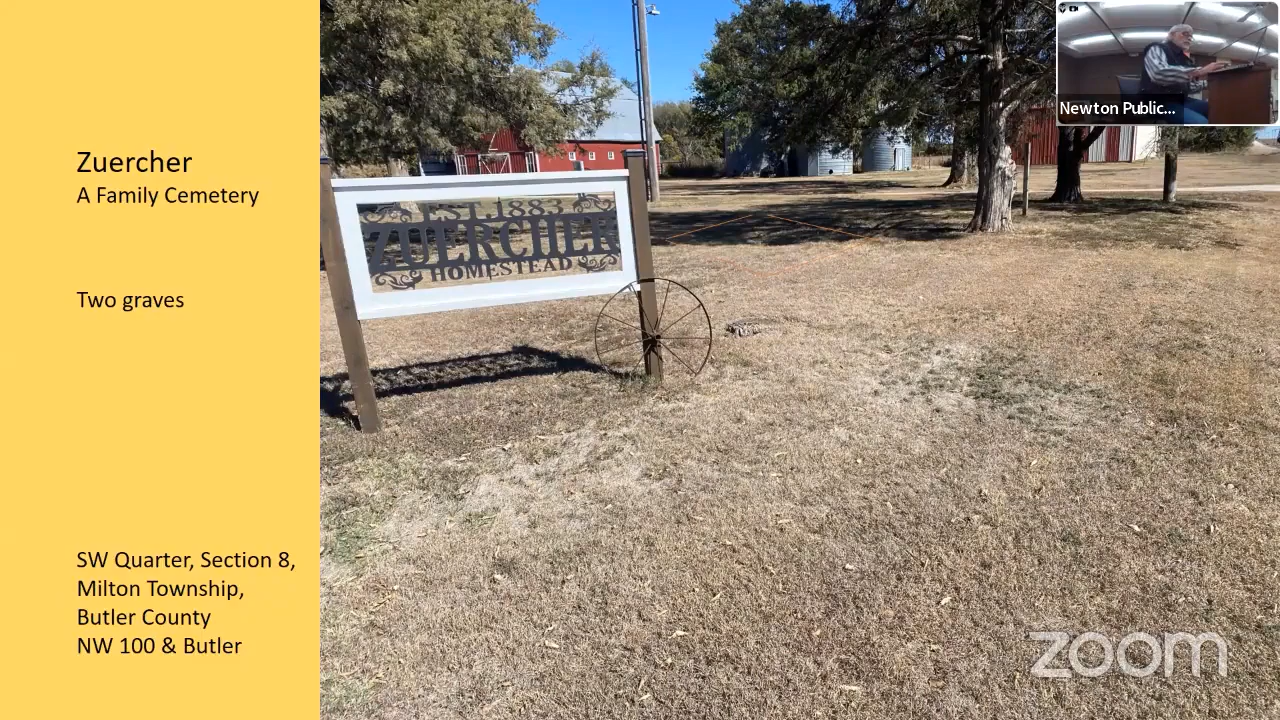 Zuercher
A Family Cemetery
Two graves
SW Quarter, Section 8,
Milton Township,
Butler County
NW 100 & Butler
EST. 1883
ZUERCHER
HOMESTEAD
Newton Public...
zoom